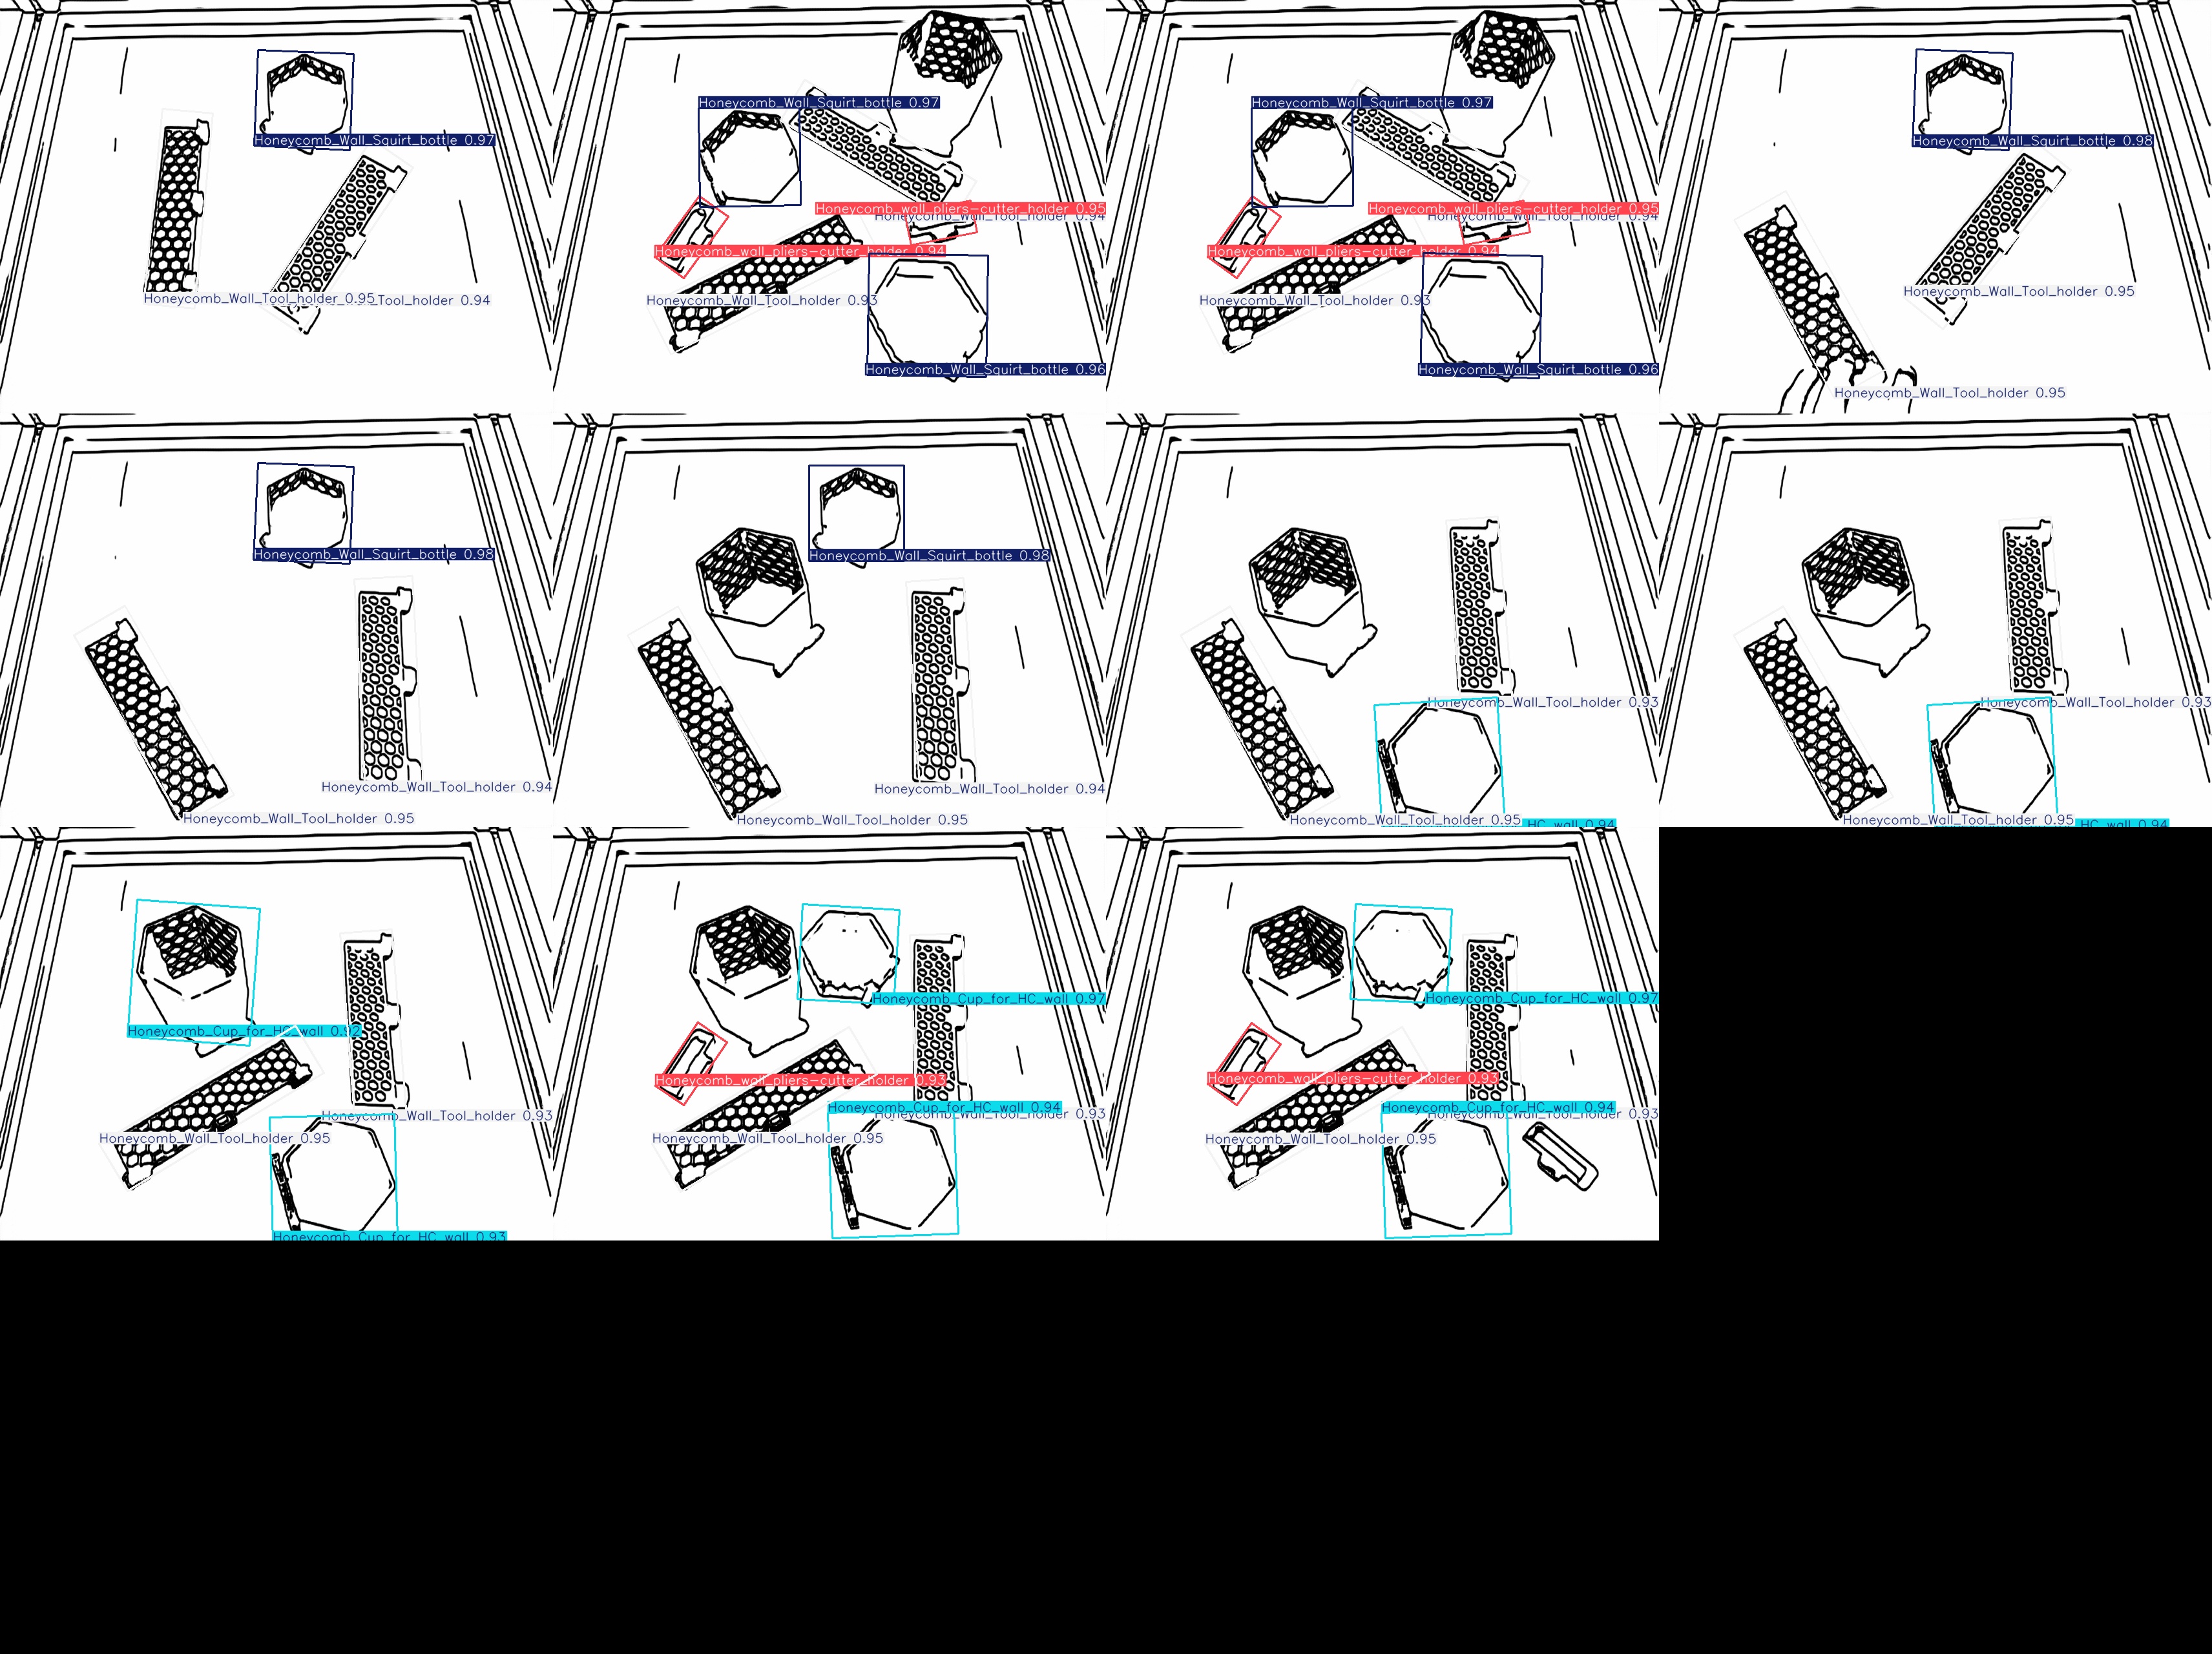 Honeycomb_Wall_Squirt_bottle 0.97
Honeycomb_Wall_Tool_holder 0.95
Tool_holder 0.94
Honeycomb_Wall_Squirt_bottle 0.97
Honeycomb_wall_pliers-cutter_holder 0.95
Honeycomb_Wall_Tool_holder 0.94
Honeycomb_wall_pliers-cutter_holder 0.94
Honeycomb_Wall_Tool_holder 0.93
Honeycomb_Wall_Squirt_bottle 0.96
Honeycomb_Wall_Squirt_bottle 0.97
Honeycomb_wall_pliers-cutter_holder 0.95
Honeycomb_Wall_Tool_holder 0.94
Honeycomb_wall_pliers-cutter_holder 0.94
Honeycomb_Wall_Tool_holder 0.93
Honeycomb_Wall_Squirt_bottle 0.96
Honeycomb_Wall_Squirt_bottle 0.98
Honeycomb_Wall_Tool_holder 0.95
Honeycomb_Wall_Tool_holder 0.95
Honeycomb_Wall_Squirt_bottle 0.98
Honeycomb_Wall_Tool_holder 0.94
Honeycomb_Wall_Tool_holder 0.95
Honeycomb_Wall_Squirt_bottle 0.98
Honeycomb_Wall_Tool_holder 0.94
Honeycomb_Wall_Tool_holder 0.95
Honeycomb_Wall_Tool_holder 0.93
Honeycomb_Wall_Tool_holder 0.95
HC_wall 0.94
Honeycomb_Wall_Tool_holder 0.93
Honeycomb_Wall_Tool_holder 0.95
HC_wall 0.94
Honeycomb_Cup_for_HC_wall 0.92
Honeycomb_Wall_Tool_holder 0.93
Honeycomb_Wall_Tool_holder 0.95
Honeycomb_Cup_for_HC_wall 0.93
Honeycomb_Cup_for_HC_wall 0.97
Honeycomb_wall_pliers-cutter_holder 0.93
Honeycomb_Cup_for_HC_wall 0.94
Honeycomb_Wall_Tool_holder 0.93
Honeycomb_Wall_Tool_holder 0.95
Honeycomb_Cup_for_HC_wall 0.97
Honeycomb_wall_pliers-cutter_holder 0.93
Honeycomb_Cup_for_HC_wall 0.94
Honeycomb_Wall_Tool_holder 0.93
Honeycomb_Wall_Tool_holder 0.95